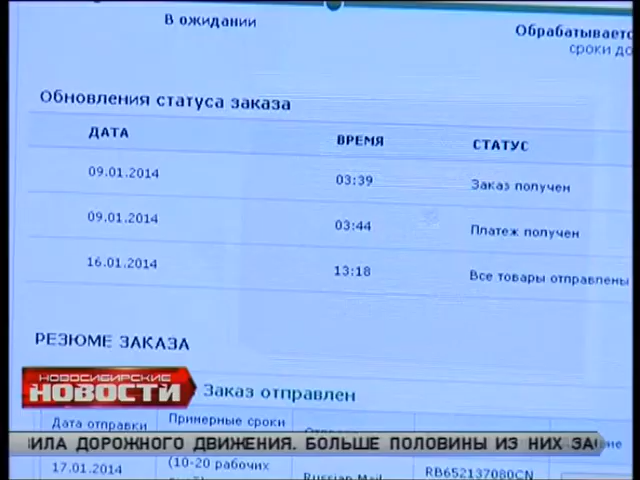 В ожидании
Обрабатывается
сроки до
Обновления статуса заказа
ДАТА ВРЕМЯ СТАТУС
09.01.2014 03:39 Заказ получен
09.01.2014 03:44 Платеж получен
16.01.2014 13:18 Все товары отправлены
РЕЗЮМЕ ЗАКАЗА
НОВОСИБИРСКИЕ
НОВОСТИ
Заказ отправлен
Дата отправки Примерные сроки
ДОРОЖНОГО ДВИЖЕНИЯ. БОЛЬШЕ ПОЛОВИНЫ ИЗ НИХ
17.01.2014 (10-20 рабочих Russian Mail RB652137080CN